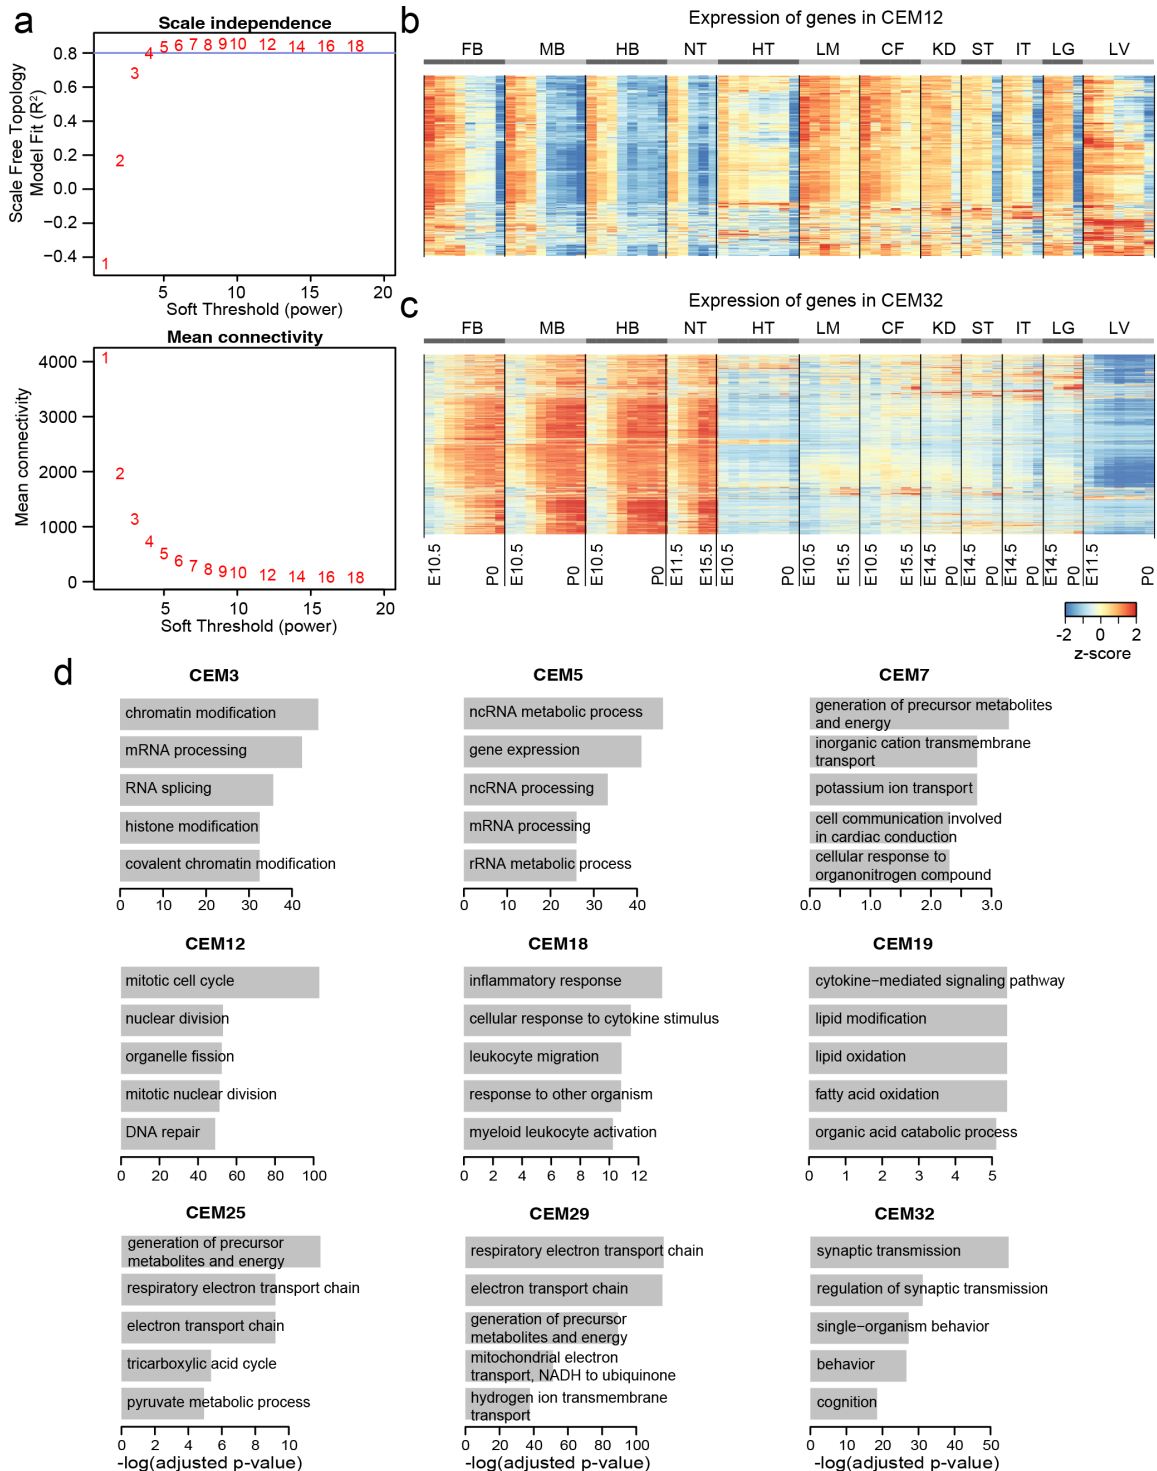 a
Scale independence
Scale Free Topology
Model Fit (R²)
0.8
0.6
0.4
0.2
0.0
−0.2
−0.4
1
2
3
4
5
6
7
8
9
10
12
14
16
18
5
10
15
20
Soft Threshold (power)
Mean connectivity
Mean connectivity
4000
3000
2000
1000
0
1
2
3
4
5
6
7
8
9
10
12
14
16
18
5
10
15
20
Soft Threshold (power)
b
Expression of genes in CEM12
FB MB HB NT HT LM CF KD ST IT LG LV
c
Expression of genes in CEM32
FB MB HB NT HT LM CF KD ST IT LG LV
E10.5 P0 E10.5 P0 E10.5 P0 E11.5 E15.5 E10.5 P0 E10.5 E15.5 E10.5 E15.5 E14.5 P0 E14.5 P0 E14.5 P0 E14.5 P0 E11.5 P0
-2 0 2
z-score
d
CEM3
chromatin modification
mRNA processing
RNA splicing
histone modification
covalent chromatin modification
0 10 20 30 40
CEM5
ncRNA metabolic process
gene expression
ncRNA processing
mRNA processing
rRNA metabolic process
0 10 20 30 40
CEM7
generation of precursor metabolites
and energy
inorganic cation transmembrane
transport
potassium ion transport
cell communication involved
in cardiac conduction
cellular response to
organonitrogen compound
0.0 1.0 2.0 3.0
CEM12
mitotic cell cycle
nuclear division
organelle fission
mitotic nuclear division
DNA repair
0 20 40 60 80 100
CEM18
inflammatory response
cellular response to cytokine stimulus
leukocyte migration
response to other organism
myeloid leukocyte activation
0 2 4 6 8 10 12
CEM19
cytokine−mediated signaling pathway
lipid modification
lipid oxidation
fatty acid oxidation
organic acid catabolic process
0 1 2 3 4 5
CEM25
generation of precursor
metabolites and energy
respiratory electron transport chain
electron transport chain
tricarboxylic acid cycle
pyruvate metabolic process
0 2 4 6 8 10
-log(adjusted p-value)
CEM29
respiratory electron transport chain
electron transport chain
generation of precursor
metabolites and energy
mitochondrial electron
transport, NADH to ubiquinone
hydrogen ion transmembrane
transport
0 20 40 60 80 100
-log(adjusted p-value)
CEM32
synaptic transmission
regulation of synaptic transmission
single−organism behavior
behavior
cognition
0 10 20 30 40 50
-log(adjusted p-value)